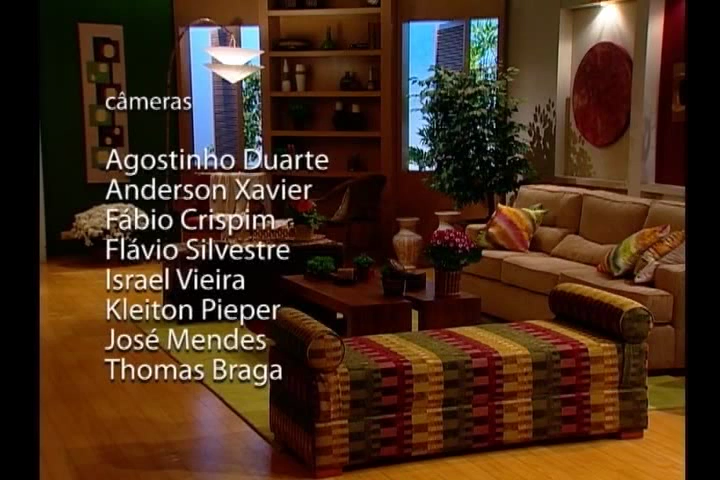 câmeras
Agostinho Duarte
Anderson Xavier
Fábio Crispim
Flávio Silvestre
Israel Vieira
Kleiton Pieper
José Mendes
Thomas Braga